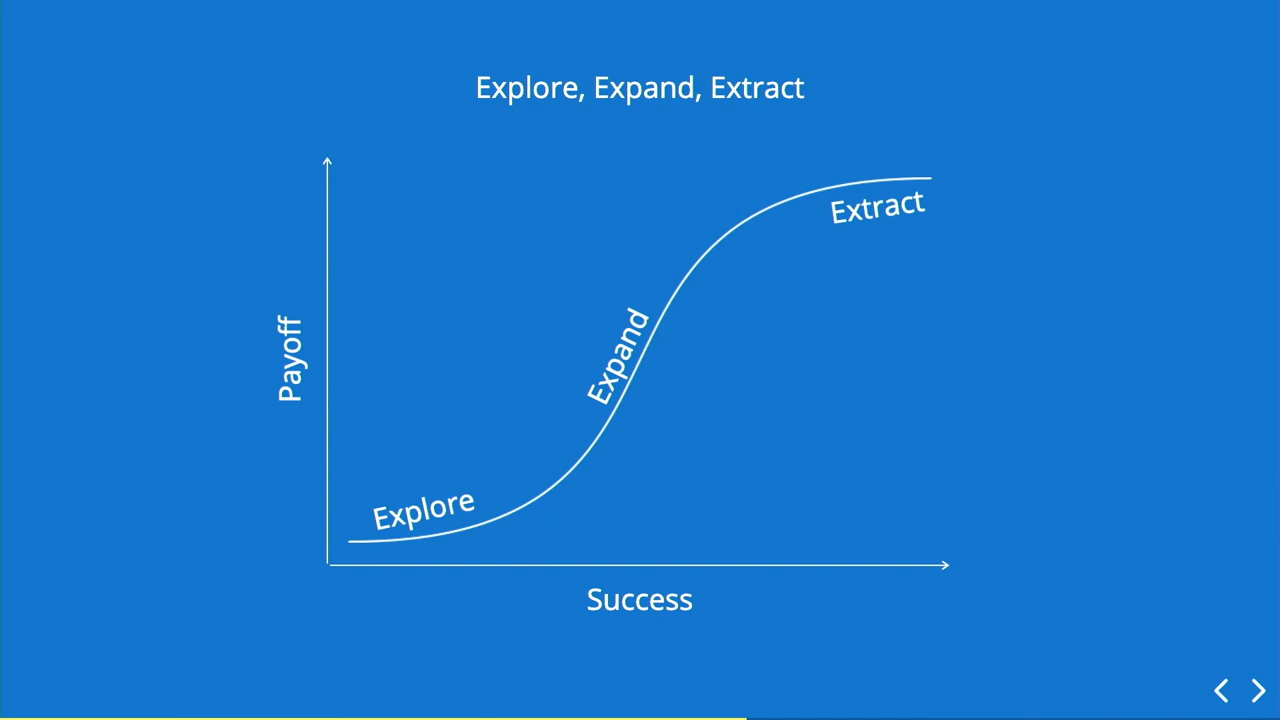 Explore, Expand, Extract
Extract
Expand
Payoff
Explore
Success